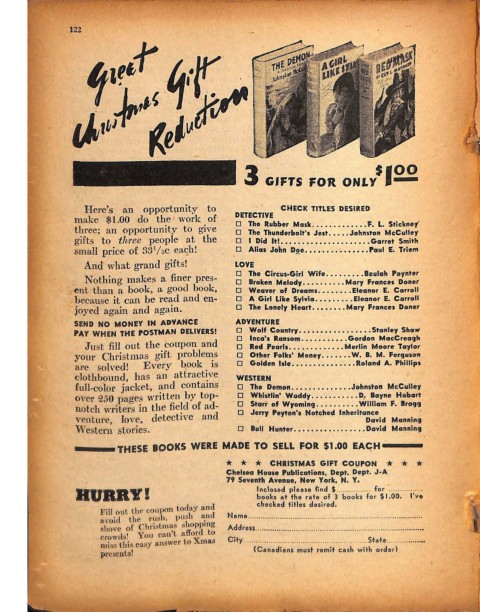 122
Great
Christmas Gift
Reduction
THE DEMON
Johnston McCulley
A GIRL
LIKE SYLVIA
RED MASK
3 GIFTS FOR ONLY $1.00
Here's an opportunity to
make $1.00 do the work of
three; an opportunity to give
gifts to three people at the
small price of 33 1/3c each!
And what grand gifts!
Nothing makes a finer pres-
ent than a book, a good book,
because it can be read and en-
joyed again and again.
SEND NO MONEY IN ADVANCE
PAY WHEN THE POSTMAN DELIVERS!
Just fill out the coupon and
your Christmas gift problems
are solved! Every book is
clothbound, has an attractive
full-color jacket, and contains
over 250 pages written by top-
notch writers in the field of ad-
venture, love, detective and
Western stories.
CHECK TITLES DESIRED
DETECTIVE
□ The Rubber Mask..............F. L. Stickney
□ The Thunderbolt's Jest......Johnston McCulley
□ I Did It!......................Garret Smith
□ Alias John Doe................Paul E. Triem
LOVE
□ The Circus-Girl Wife.........Beulah Poynter
□ Broken Melody...........Mary Frances Doner
□ Weaver of Dreams.......Eleanor E. Carroll
□ A Girl Like Sylvia........Eleanor E. Carroll
□ The Lonely Heart........Mary Frances Doner
ADVENTURE
□ Wolf Country..................Stanley Shaw
□ Inca's Ransom.........Gordon MacCreagh
□ Red Pearls............Merlin Moore Taylor
□ Other Folks' Money......W. B. M. Ferguson
□ Golden Isle..............Roland A. Phillips
WESTERN
□ The Demon..............Johnston McCulley
□ Whistlin' Waddy...........D. Bayne Hobart
□ Starr of Wyoming.........William F. Bragg
□ Jerry Peyton's Notched Inheritance
David Manning
□ Bull Hunter..................David Manning
THESE BOOKS WERE MADE TO SELL FOR $1.00 EACH
HURRY!
Fill out the coupon today and
avoid the rush, push and
shove of Christmas shopping
crowds! You can't afford to
miss this easy answer to Xmas
presents!
★ ★ ★ CHRISTMAS GIFT COUPON ★ ★ ★
Chelsea House Publications, Dept. Dept. J-A
79 Seventh Avenue, New York, N. Y.
Inclosed please find $ for
books at the rate of 3 books for $1.00. I've
checked titles desired.
Name
Address
City State
(Canadians must remit cash with order)